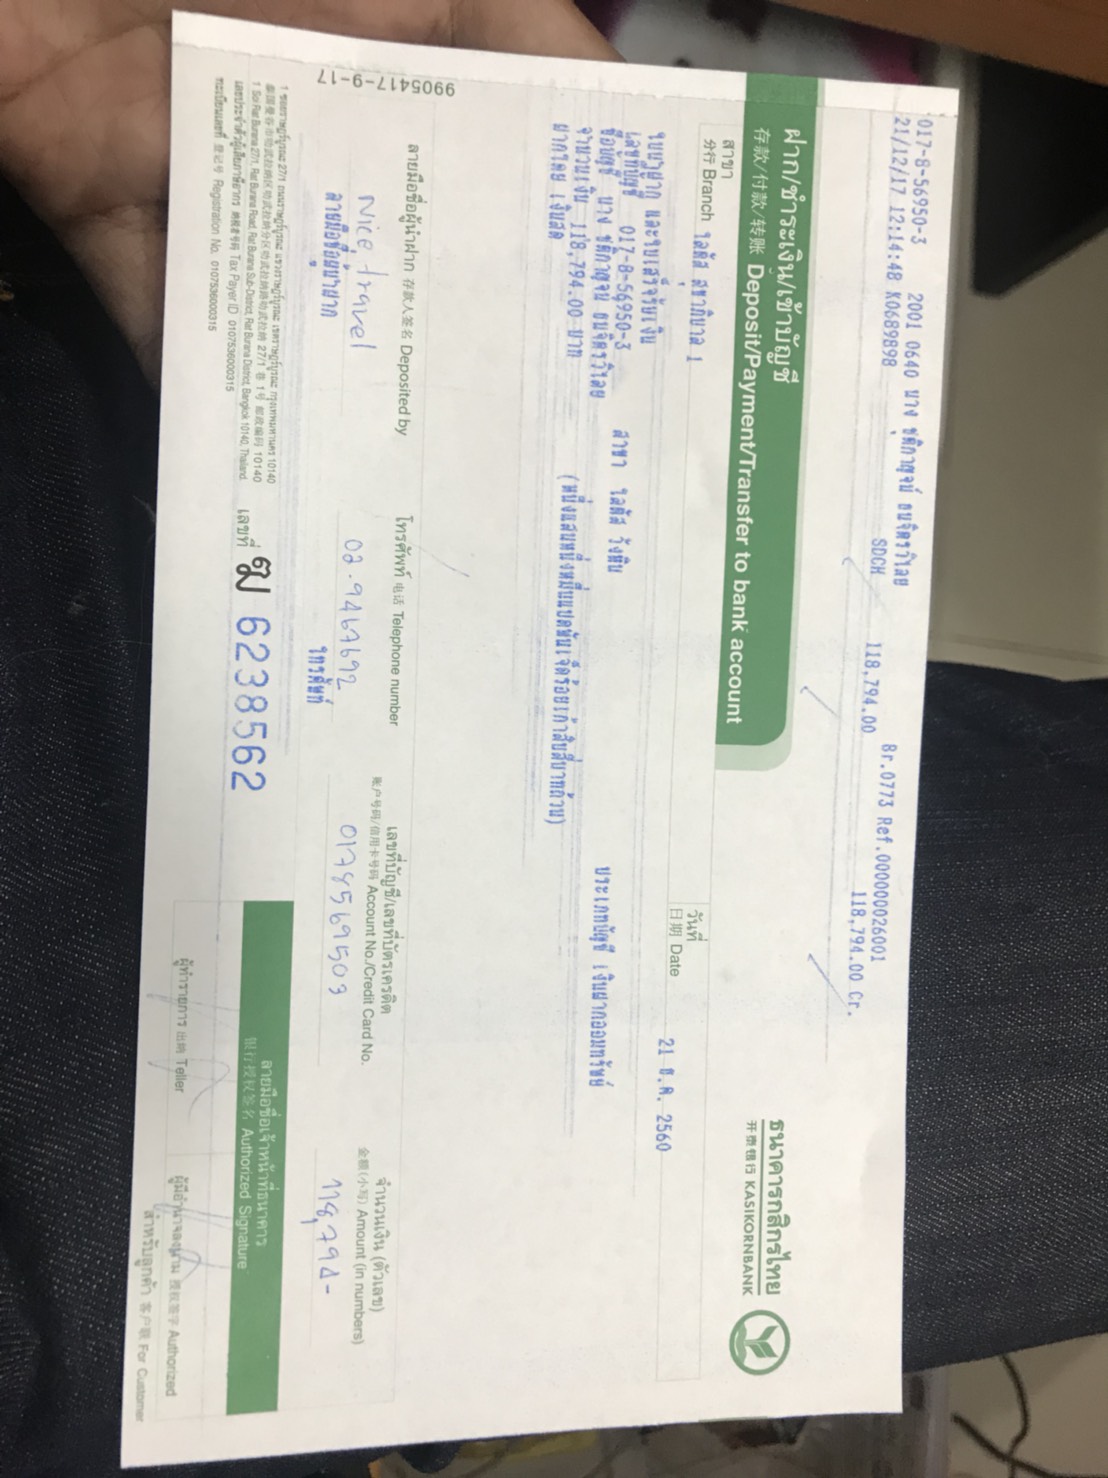 017-8-56950-3 2001 0640 นาง ชุติกาญจน์ ธนจิตรวิไลย Br.0773 Ref.000000026001
21/12/17 12:14:48 K0689898 SDCH 118,794.00 118,794.00 Cr.
ฝาก/ชำระเงิน/เข้าบัญชี
存款/付款/转账 Deposit/Payment/Transfer to bank account
ธนาคารกสิกรไทย
开泰银行 KASIKORNBANK
สาขา
分行 Branch โลตัส สุขาภิบาล 1
วันที่
日期 Date 21 ธ.ค. 2560
ใบนำฝาก และใบเสร็จรับเงิน
เลขที่บัญชี 017-8-56950-3 สาขา โลตัส วังหิน ประเภทบัญชี เงินฝากออมทรัพย์
ชื่อบัญชี นาง ชุติกาญจน์ ธนจิตรวิไลย
จำนวนเงิน 118,794.00 บาท (หนึ่งแสนหนึ่งหมื่นแปดพันเจ็ดร้อยเก้าสิบสี่บาทถ้วน)
ฝากโดย เงินสด
9905417-9-17
ลายมือชื่อผู้นำฝาก 存款人签名 Deposited by
Nice travel
ลายมือชื่อผู้นำฝาก
โทรศัพท์ 电话 Telephone number
02-9467692
โทรศัพท์
เลขที่บัญชี/เลขที่บัตรเครดิต
账户号码/信用卡号码 Account No./Credit Card No.
0178569503
จำนวนเงิน (ตัวเลข)
金额(小写) Amount (in numbers)
118,794-
1 ซอยราษฎร์บูรณะ 27/1 ถนนราษฎร์บูรณะ แขวงราษฎร์บูรณะ เขตราษฎร์บูรณะ กรุงเทพมหานคร 10140
泰国曼谷市叻武拉纳区叻武拉纳分区叻武拉纳路叻武拉纳 27/1 巷 1号 邮政编码 10140
1 Soi Rat Burana 27/1, Rat Burana Road, Rat Burana Sub-District, Rat Burana District, Bangkok 10140, Thailand.
เลขประจำตัวผู้เสียภาษีอากร 纳税者号码 Tax Payer ID 0107536000315
ทะเบียนเลขที่ 登记号 Registration No. 0107536000315
เลขที่ ฆ 6238562
ลายมือชื่อเจ้าหน้าที่ธนาคาร
银行授权签名 Authorized Signature
ผู้ทำรายการ 出纳 Teller
ผู้มีอำนาจลงนาม 授权签字 Authorized
สำหรับลูกค้า 客户联 For Customer